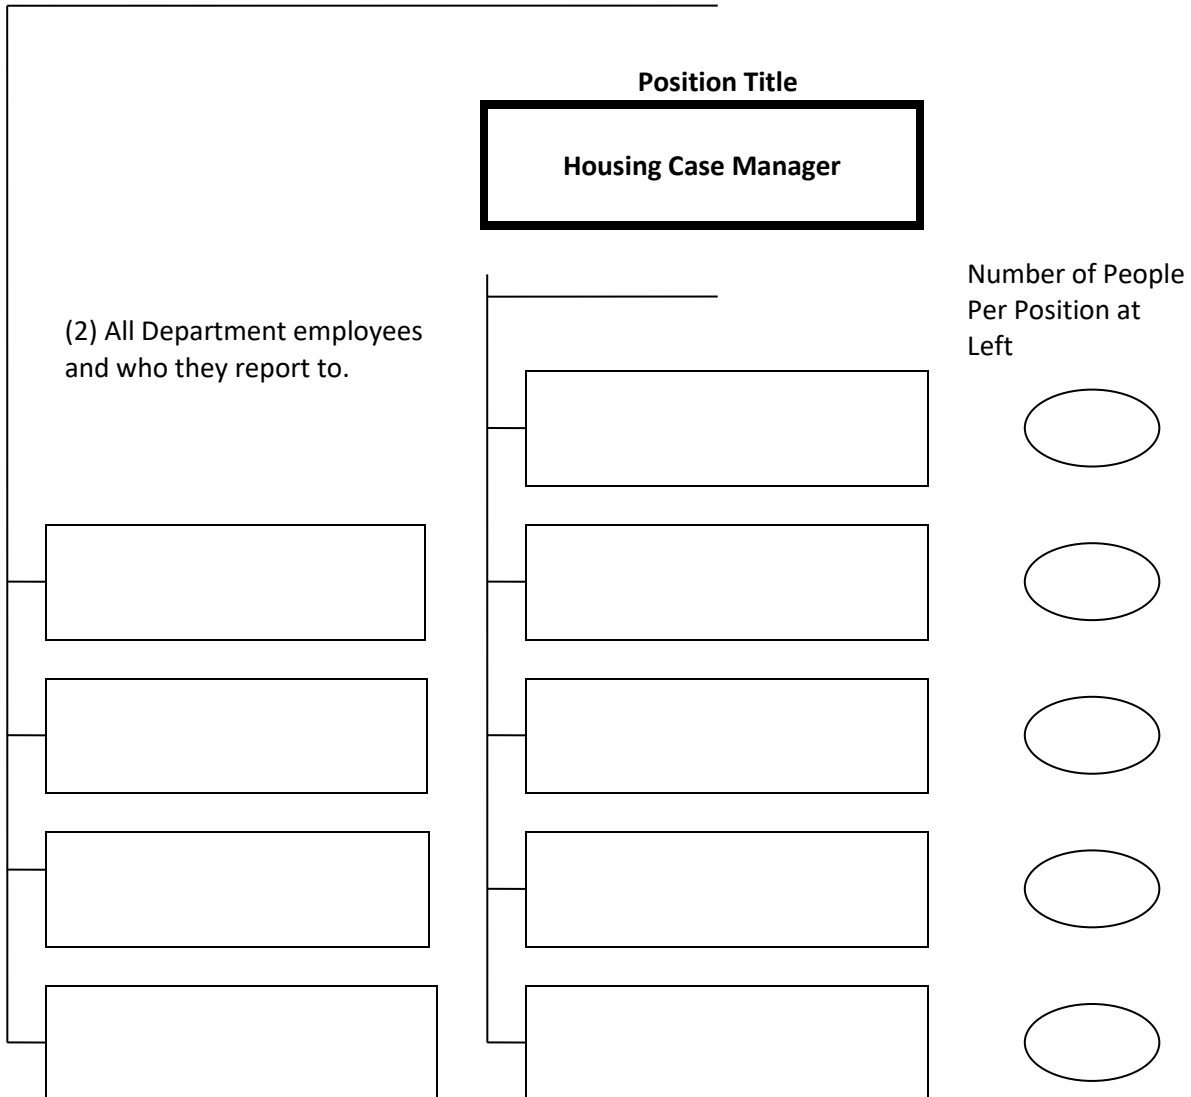 Position Title
Housing Case Manager
Number of People
Per Position at
Left
(2) All Department employees
and who they report to.